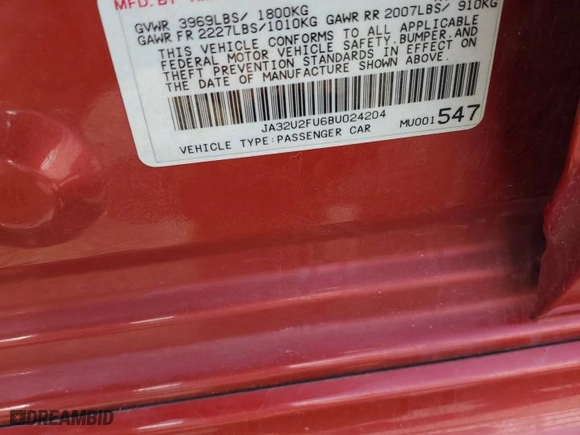 MFD. BY
GVWR 3969LBS/ 1800KG
GAWR FR 2227LBS/1010KG GAWR RR 2007LBS/ 910KG
THIS VEHICLE CONFORMS TO ALL APPLICABLE
FEDERAL MOTOR VEHICLE SAFETY, BUMPER, AND
THEFT PREVENTION STANDARDS IN EFFECT ON
THE DATE OF MANUFACTURE SHOWN ABOVE.
JA32U2FU6BU024204
VEHICLE TYPE:PASSENGER CAR MU001547
DREAMBID